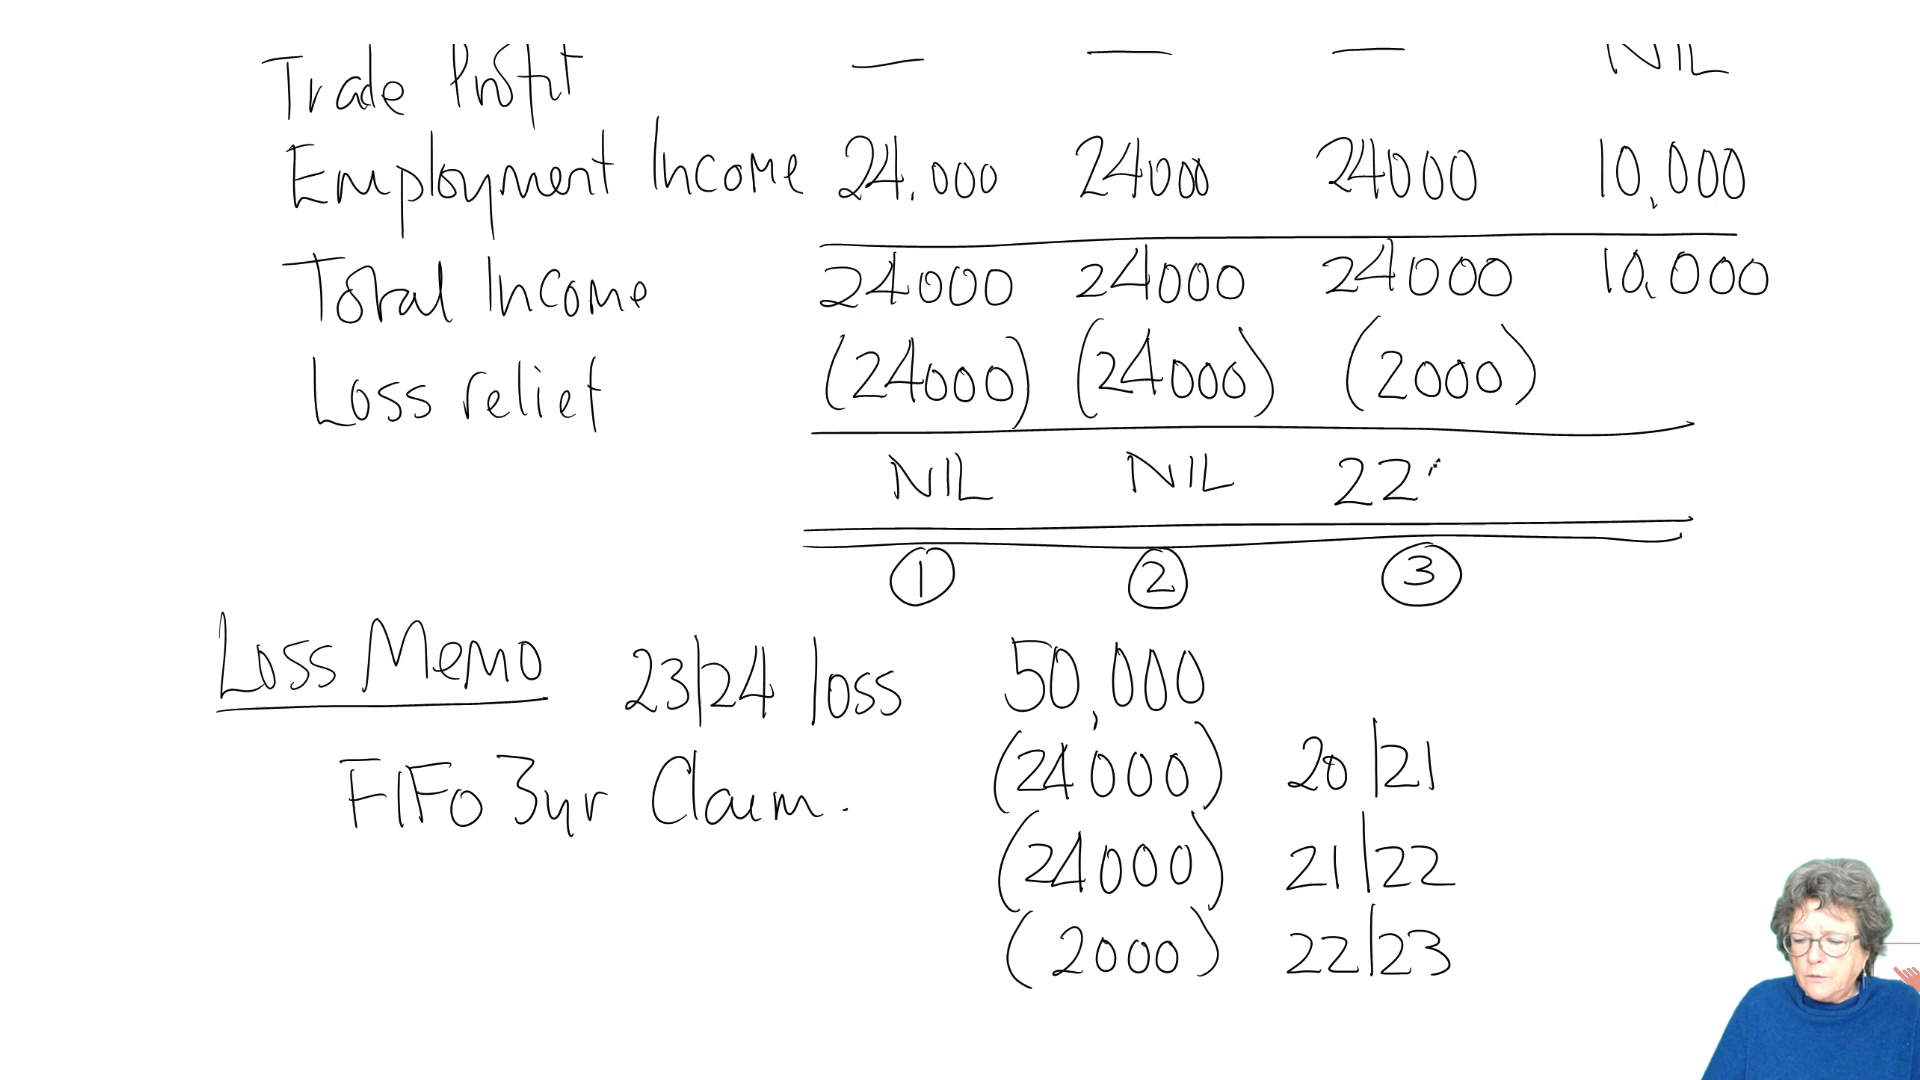 Trade Profit — — — NIL
Employment Income 24.000 24000 24000 10,000
Total Income 24000 24000 24000 10,000
Loss relief (24000) (24000) (2000)
NIL NIL 22
1 2 3
Loss Memo 23|24 loss 50,000
FIFO 3yr Claim. (24000) 20|21
(24000) 21|22
(2000) 22|23